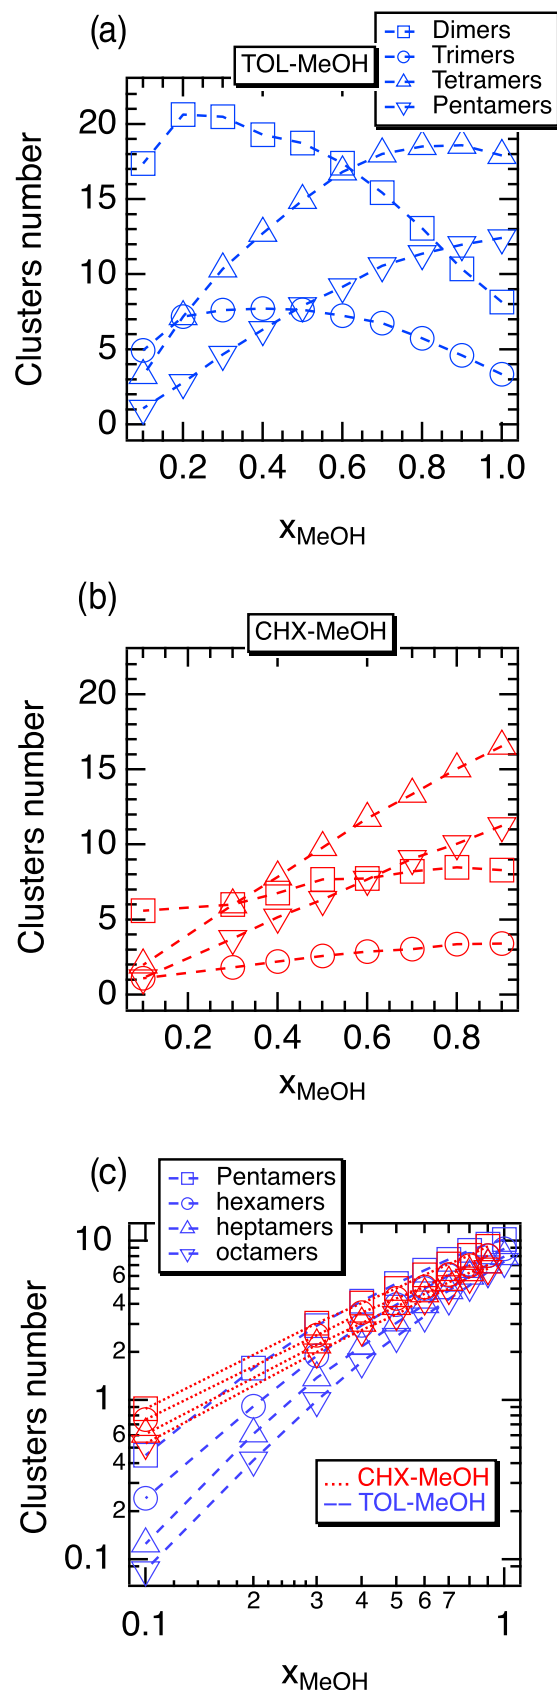 (a)
TOL-MeOH
Dimers
Trimers
Tetramers
Pentamers
Clusters number
20
15
10
5
0
0.2 0.4 0.6 0.8 1.0
xMeOH
(b)
CHX-MeOH
Clusters number
20
15
10
5
0
0.2 0.4 0.6 0.8
xMeOH
(c)
Pentamers
hexamers
heptamers
octamers
Clusters number
10
6
4
2
1
6
4
2
0.1
CHX-MeOH
TOL-MeOH
0.1 2 3 4 5 6 7 1
xMeOH